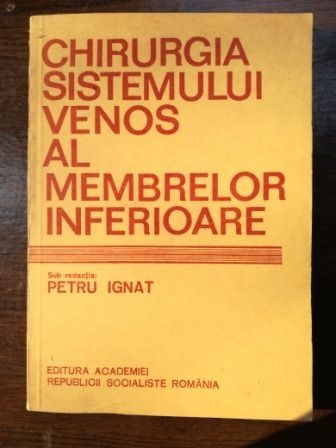 CHIRURGIA
SISTEMULUI
VENOS
AL
MEMBRELOR
INFERIOARE
Sub redacția:
PETRU IGNAT
EDITURA ACADEMIEI
REPUBLICII SOCIALISTE ROMÂNIA